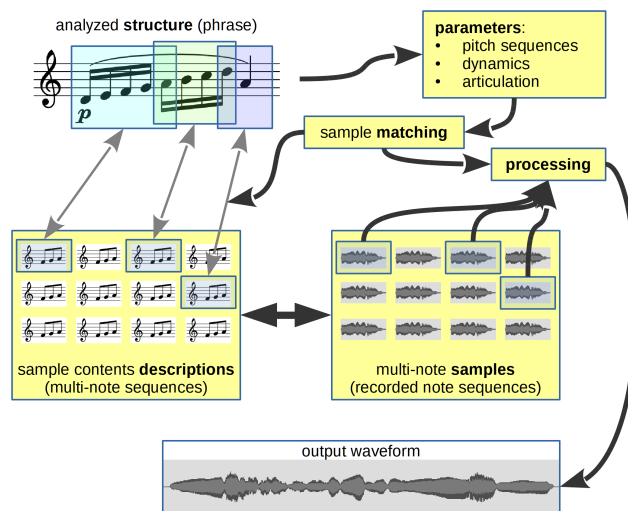 analyzed structure (phrase)
p
parameters:
• pitch sequences
• dynamics
• articulation
sample matching
processing
sample contents descriptions
(multi-note sequences)
multi-note samples
(recorded note sequences)
output waveform